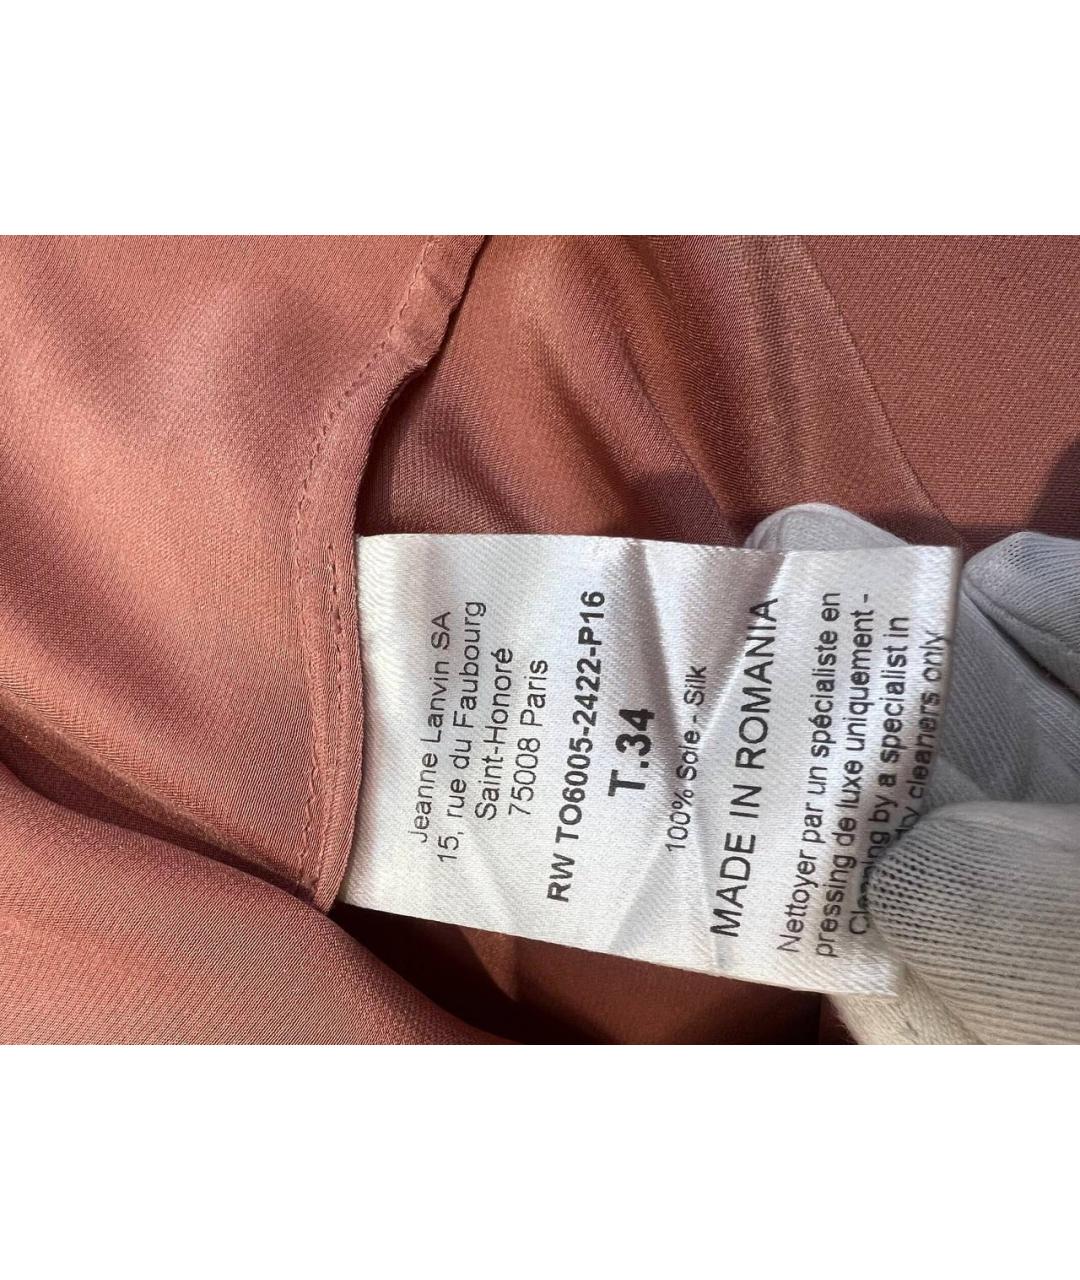 Jeanne Lanvin SA
15, rue du Faubourg
Saint-Honoré
75008 Paris
RW TO6005-2422-P16
T.34
100% Soie - Silk
MADE IN ROMANIA
Nettoyer par un spécialiste en
pressing de luxe uniquement -
Cleaning by a specialist in
dry cleaners only